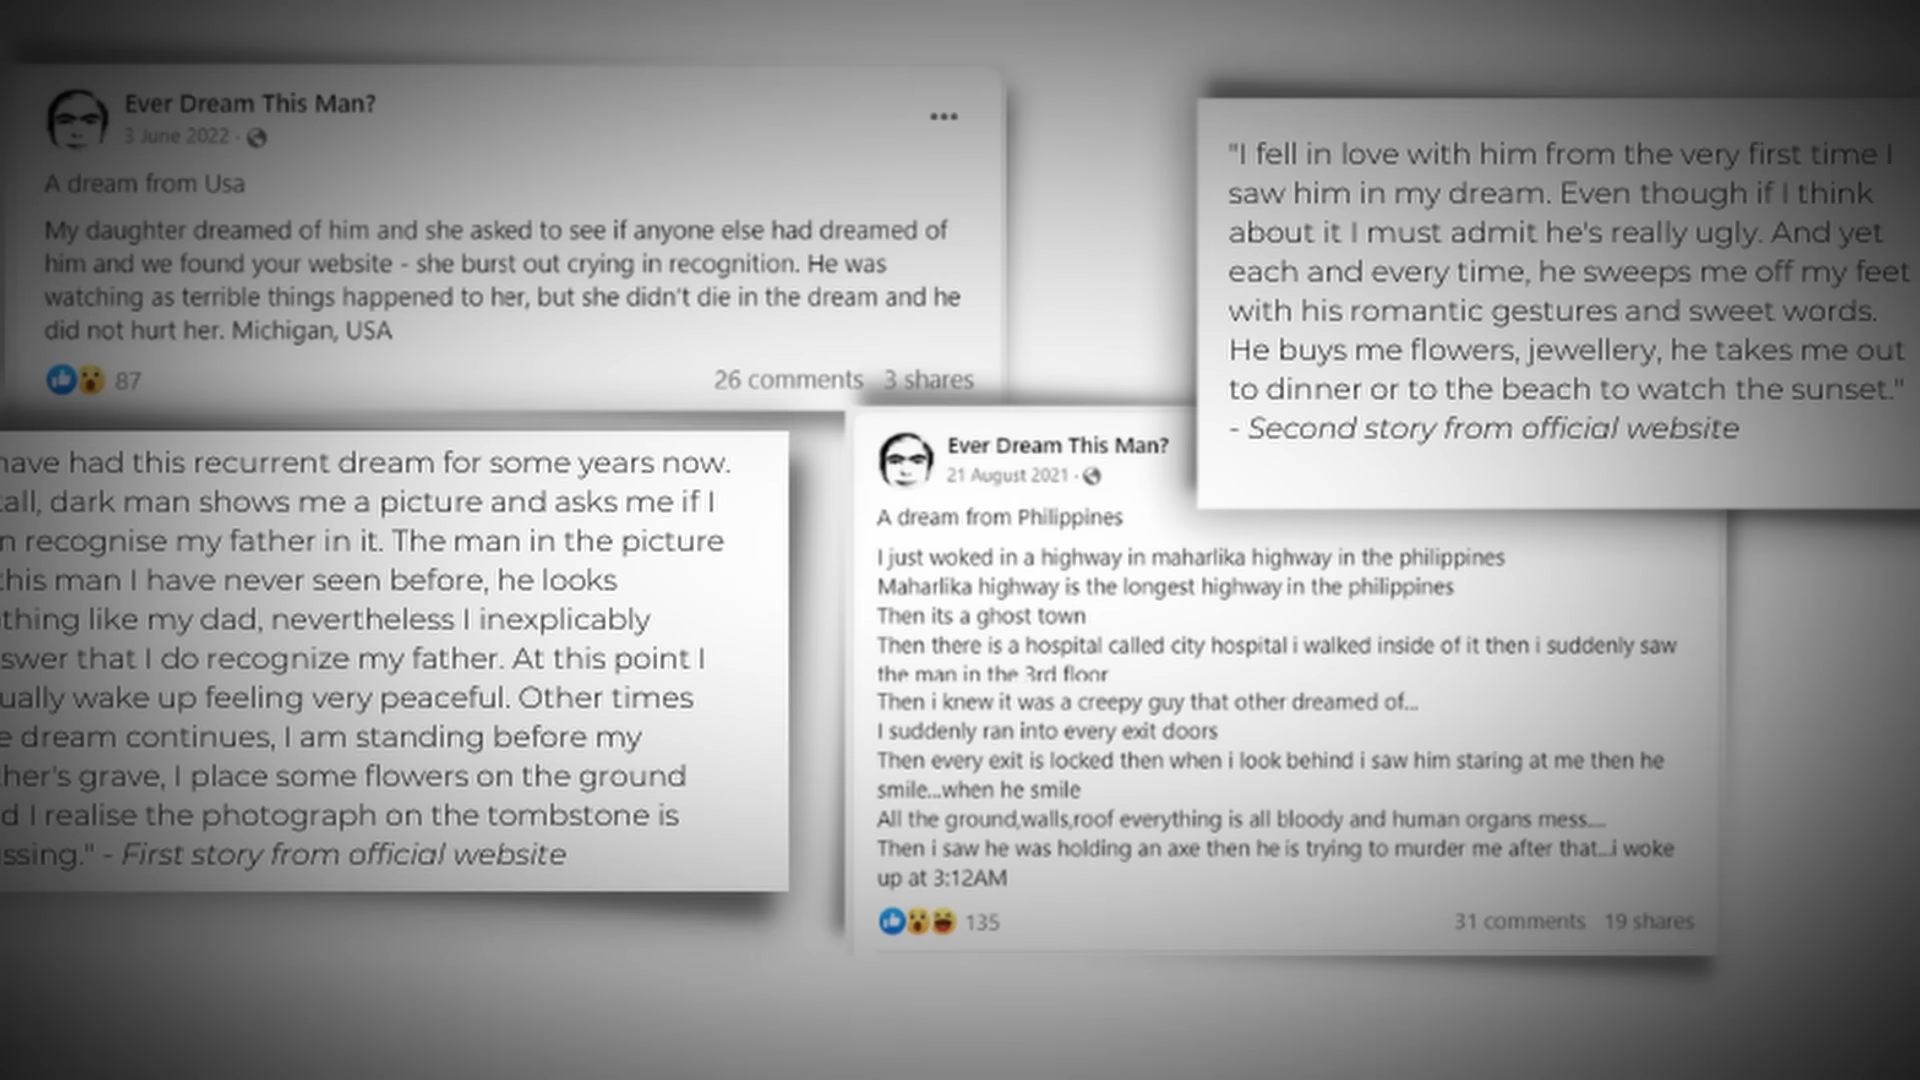 Ever Dream This Man?
3 June 2022 ·
A dream from Usa
My daughter dreamed of him and she asked to see if anyone else had dreamed of
him and we found your website - she burst out crying in recognition. He was
watching as terrible things happened to her, but she didn't die in the dream and he
did not hurt her. Michigan, USA
87
26 comments 3 shares
"I fell in love with him from the very first time I
saw him in my dream. Even though if I think
about it I must admit he's really ugly. And yet
each and every time, he sweeps me off my feet
with his romantic gestures and sweet words.
He buys me flowers, jewellery, he takes me out
to dinner or to the beach to watch the sunset."
- Second story from official website
have had this recurrent dream for some years now.
tall, dark man shows me a picture and asks me if I
n recognise my father in it. The man in the picture
this man I have never seen before, he looks
thing like my dad, nevertheless I inexplicably
swer that I do recognize my father. At this point I
ually wake up feeling very peaceful. Other times
e dream continues, I am standing before my
her's grave, I place some flowers on the ground
d I realise the photograph on the tombstone is
ssing." - First story from official website
Ever Dream This Man?
21 August 2021 ·
A dream from Philippines
I just woked in a highway in maharlika highway in the philippines
Maharlika highway is the longest highway in the philippines
Then its a ghost town
Then there is a hospital called city hospital i walked inside of it then i suddenly saw
the man in the 3rd floor
Then i knew it was a creepy guy that other dreamed of...
I suddenly ran into every exit doors
Then every exit is locked then when i look behind i saw him staring at me then he
smile...when he smile
All the ground,walls,roof everything is all bloody and human organs mess....
Then i saw he was holding an axe then he is trying to murder me after that...i woke
up at 3:12AM
135
31 comments 19 shares